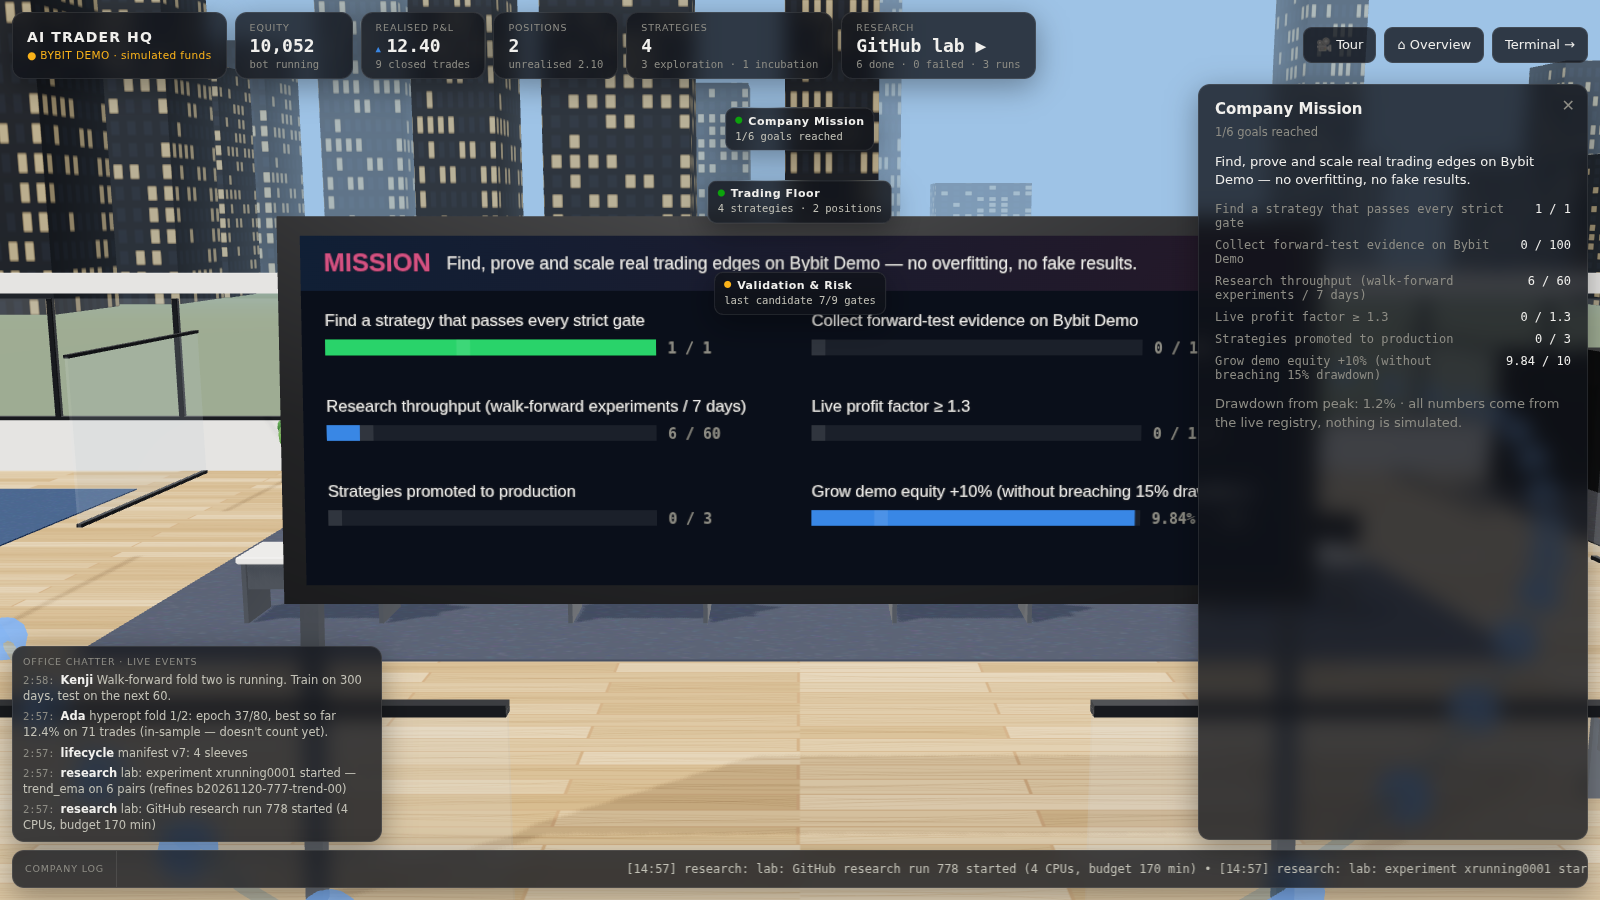 AI TRADER HQ
● BYBIT DEMO · simulated funds
EQUITY
10,052
bot running
REALISED P&L
▲ 12.40
9 closed trades
POSITIONS
2
unrealised 2.10
STRATEGIES
4
3 exploration · 1 incubation
RESEARCH
GitHub lab ▶
6 done · 0 failed · 3 runs
🎥 Tour
⌂ Overview
Terminal →
Company Mission
1/6 goals reached
Trading Floor
4 strategies · 2 positions
Validation & Risk
last candidate 7/9 gates
MISSION Find, prove and scale real trading edges on Bybit Demo — no overfitting, no fake results.
Find a strategy that passes every strict gate
1 / 1
Collect forward-test evidence on Bybit Demo
0 / 1
Research throughput (walk-forward experiments / 7 days)
6 / 60
Live profit factor ≥ 1.3
0 / 1
Strategies promoted to production
0 / 3
Grow demo equity +10% (without breaching 15% dra
9.84%
Company Mission
✕
1/6 goals reached
Find, prove and scale real trading edges on Bybit
Demo — no overfitting, no fake results.
Find a strategy that passes every strict 1 / 1
gate
Collect forward-test evidence on Bybit 0 / 100
Demo
Research throughput (walk-forward 6 / 60
experiments / 7 days)
Live profit factor ≥ 1.3 0 / 1.3
Strategies promoted to production 0 / 3
Grow demo equity +10% (without 9.84 / 10
breaching 15% drawdown)
Drawdown from peak: 1.2% · all numbers come from
the live registry, nothing is simulated.
OFFICE CHATTER · LIVE EVENTS
2:58: Kenji Walk-forward fold two is running. Train on 300
days, test on the next 60.
2:57: Ada hyperopt fold 1/2: epoch 37/80, best so far
12.4% on 71 trades (in-sample — doesn't count yet).
2:57: lifecycle manifest v7: 4 sleeves
2:57: research lab: experiment xrunning0001 started —
trend_ema on 6 pairs (refines b20261120-777-trend-00)
2:57: research lab: GitHub research run 778 started (4
CPUs, budget 170 min)
COMPANY LOG
[14:57] research: lab: GitHub research run 778 started (4 CPUs, budget 170 min) • [14:57] research: lab: experiment xrunning0001 star